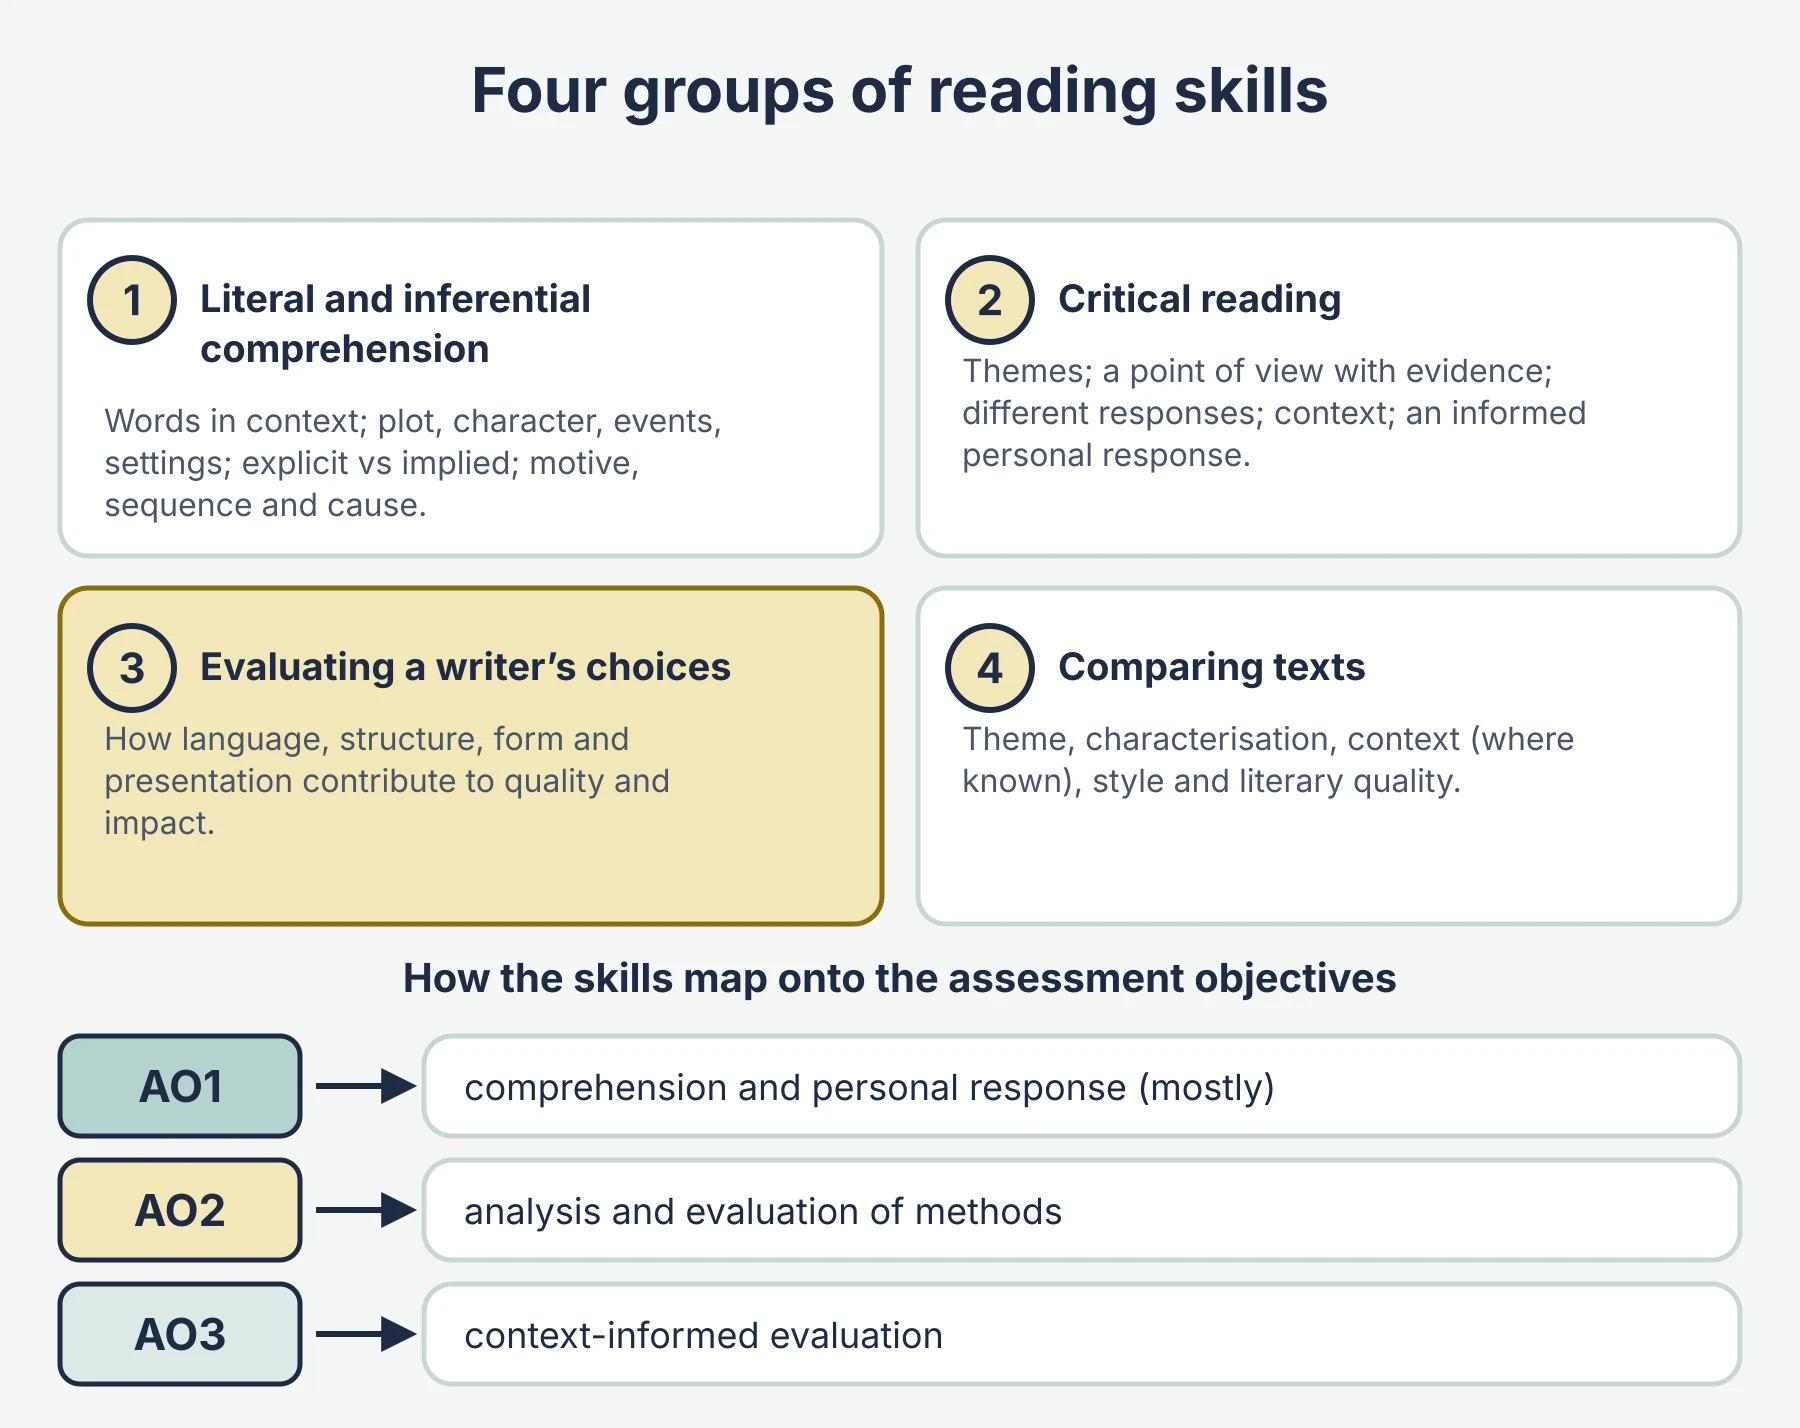 Four groups of reading skills
1
Literal and inferential
comprehension
Words in context; plot, character, events,
settings; explicit vs implied; motive,
sequence and cause.
2
Critical reading
Themes; a point of view with evidence;
different responses; context; an informed
personal response.
3
Evaluating a writer’s choices
How language, structure, form and
presentation contribute to quality and
impact.
4
Comparing texts
Theme, characterisation, context (where
known), style and literary quality.
How the skills map onto the assessment objectives
AO1
comprehension and personal response (mostly)
AO2
analysis and evaluation of methods
AO3
context-informed evaluation